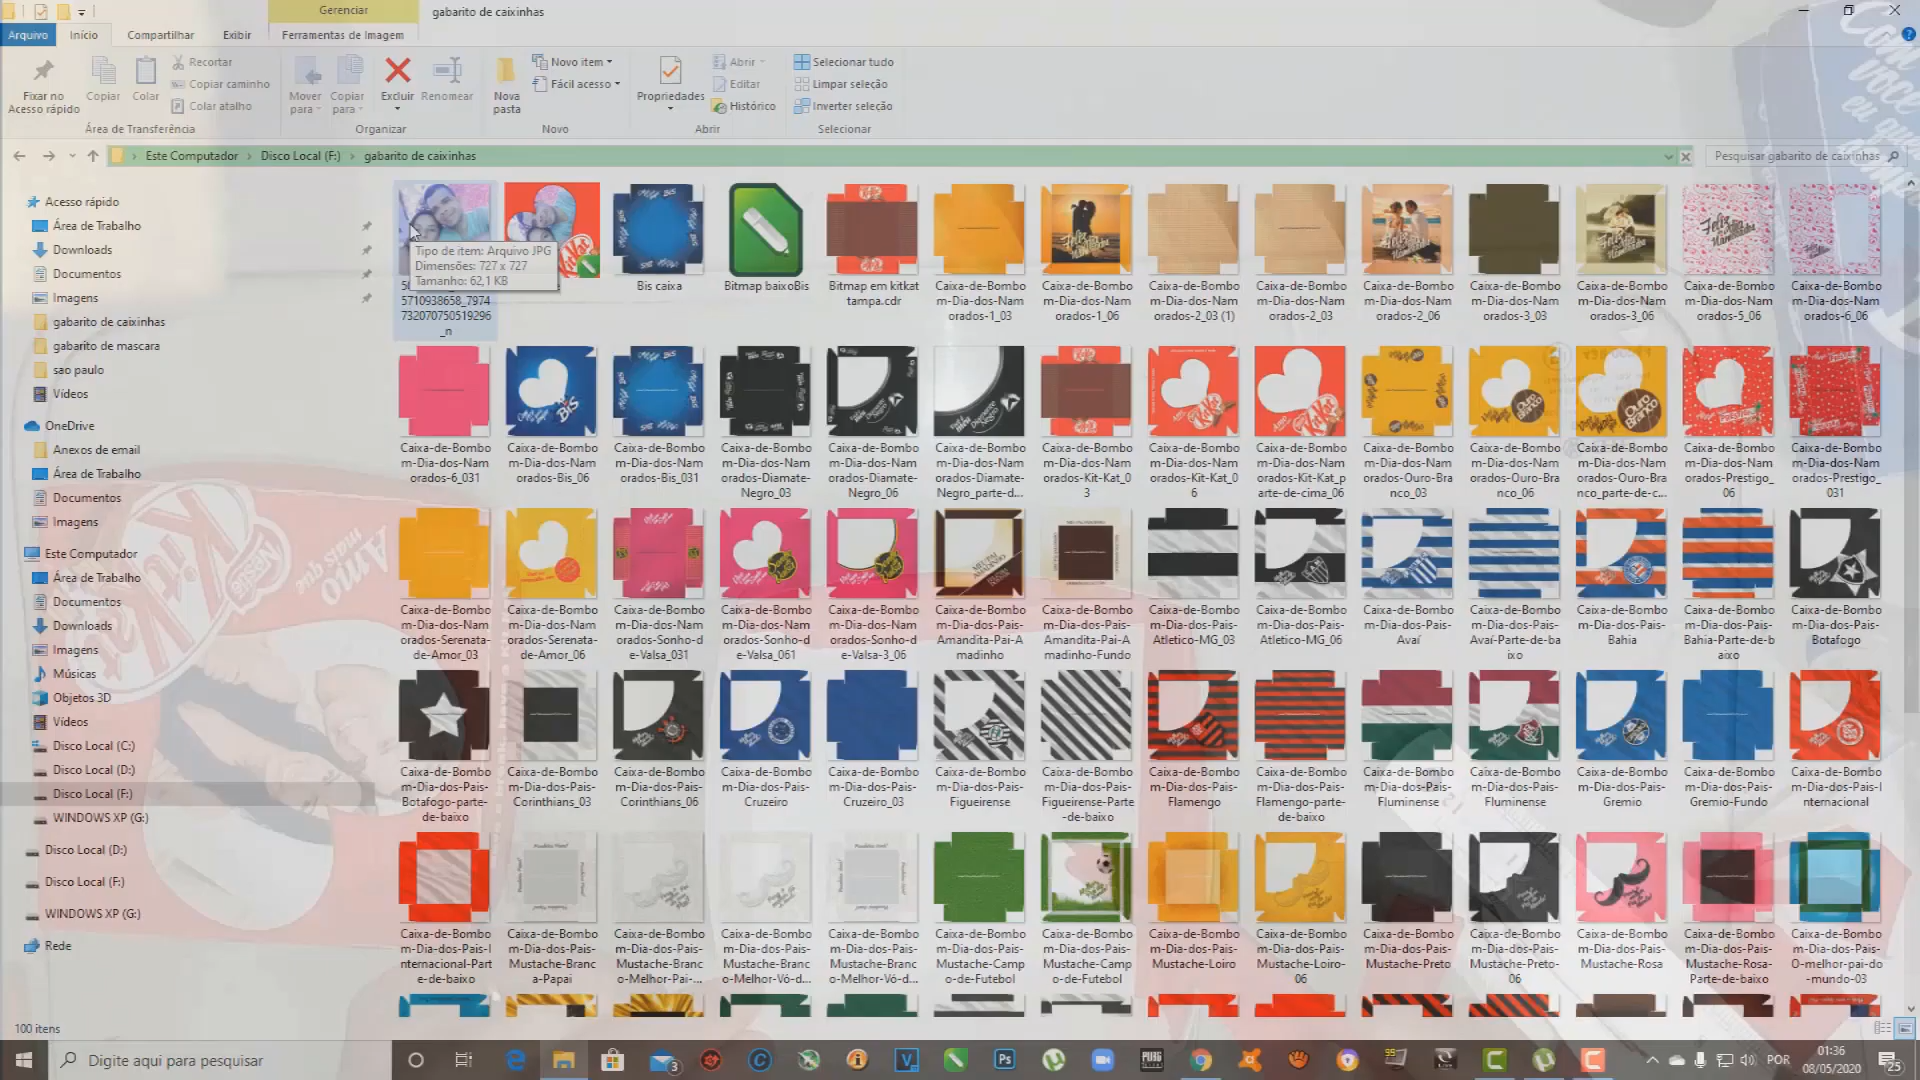 Gerenciar
gabarito de caixinhas
Arquivo
Início
Compartilhar
Exibir
Ferramentas de Imagem
Fixar no
Acesso rápido
Copiar
Colar
Recortar
Copiar caminho
Colar atalho
Área de Transferência
Mover
para
Copiar
para
Excluir
Renomear
Organizar
Nova
pasta
Novo item
Fácil acesso
Novo
Propriedades
Abrir
Editar
Histórico
Abrir
Selecionar tudo
Limpar seleção
Inverter seleção
Selecionar
Este Computador
Disco Local (F:)
gabarito de caixinhas
Pesquisar gabarito de caixinhas
Acesso rápido
Área de Trabalho
Downloads
Documentos
Imagens
gabarito de caixinhas
gabarito de mascara
sao paulo
Vídeos
OneDrive
Anexos de email
Área de Trabalho
Documentos
Imagens
Este Computador
Área de Trabalho
Documentos
Downloads
Imagens
Músicas
Objetos 3D
Vídeos
Disco Local (C:)
Disco Local (D:)
Disco Local (F:)
WINDOWS XP (G:)
Disco Local (D:)
Disco Local (F:)
WINDOWS XP (G:)
Rede
Tipo de item: Arquivo JPG
Dimensões: 727 x 727
Tamanho: 62,1 KB
5710938658_7974
732070750519296
_n
Bis caixa
Bitmap baixoBis
Bitmap em kitkat
tampa.cdr
Caixa-de-Bombo
m-Dia-dos-Nam
orados-1_03
Caixa-de-Bombo
m-Dia-dos-Nam
orados-1_06
Caixa-de-Bombo
m-Dia-dos-Nam
orados-2_03 (1)
Caixa-de-Bombo
m-Dia-dos-Nam
orados-2_03
Caixa-de-Bombo
m-Dia-dos-Nam
orados-2_06
Caixa-de-Bombo
m-Dia-dos-Nam
orados-3_03
Caixa-de-Bombo
m-Dia-dos-Nam
orados-3_06
Caixa-de-Bombo
m-Dia-dos-Nam
orados-5_06
Caixa-de-Bombo
m-Dia-dos-Nam
orados-6_06
Caixa-de-Bombo
m-Dia-dos-Nam
orados-6_031
Caixa-de-Bombo
m-Dia-dos-Nam
orados-Bis_06
Caixa-de-Bombo
m-Dia-dos-Nam
orados-Bis_031
Caixa-de-Bombo
m-Dia-dos-Nam
orados-Diamate-
Negro_03
Caixa-de-Bombo
m-Dia-dos-Nam
orados-Diamate-
Negro_06
Caixa-de-Bombo
m-Dia-dos-Nam
orados-Diamate-
Negro_parte-d...
Caixa-de-Bombo
m-Dia-dos-Nam
orados-Kit-Kat_0
3
Caixa-de-Bombo
m-Dia-dos-Nam
orados-Kit-Kat_0
6
Caixa-de-Bombo
m-Dia-dos-Nam
orados-Kit-Kat_p
arte-de-cima_06
Caixa-de-Bombo
m-Dia-dos-Nam
orados-Ouro-Bra
nco_03
Caixa-de-Bombo
m-Dia-dos-Nam
orados-Ouro-Bra
nco_06
Caixa-de-Bombo
m-Dia-dos-Nam
orados-Ouro-Bra
nco_parte-de-c...
Caixa-de-Bombo
m-Dia-dos-Nam
orados-Prestigio_
06
Caixa-de-Bombo
m-Dia-dos-Nam
orados-Prestigio_
031
Caixa-de-Bombo
m-Dia-dos-Nam
orados-Serenata-
de-Amor_03
Caixa-de-Bombo
m-Dia-dos-Nam
orados-Serenata-
de-Amor_06
Caixa-de-Bombo
m-Dia-dos-Nam
orados-Sonho-d
e-Valsa_031
Caixa-de-Bombo
m-Dia-dos-Nam
orados-Sonho-d
e-Valsa_061
Caixa-de-Bombo
m-Dia-dos-Nam
orados-Sonho-d
e-Valsa-3_06
Caixa-de-Bombo
m-Dia-dos-Pais-
Amandita-Pai-A
madinho
Caixa-de-Bombo
m-Dia-dos-Pais-
Amandita-Pai-A
madinho-Fundo
Caixa-de-Bombo
m-Dia-dos-Pais-
Atletico-MG_03
Caixa-de-Bombo
m-Dia-dos-Pais-
Atletico-MG_06
Caixa-de-Bombo
m-Dia-dos-Pais-
Avaí
Caixa-de-Bombo
m-Dia-dos-Pais-
Avaí-Parte-de-ba
ixo
Caixa-de-Bombo
m-Dia-dos-Pais-
Bahia
Caixa-de-Bombo
m-Dia-dos-Pais-
Bahia-Parte-de-b
aixo
Caixa-de-Bombo
m-Dia-dos-Pais-
Botafogo
Caixa-de-Bombo
m-Dia-dos-Pais-
Botafogo-parte-
de-baixo
Caixa-de-Bombo
m-Dia-dos-Pais-
Corinthians_03
Caixa-de-Bombo
m-Dia-dos-Pais-
Corinthians_06
Caixa-de-Bombo
m-Dia-dos-Pais-
Cruzeiro
Caixa-de-Bombo
m-Dia-dos-Pais-
Cruzeiro_03
Caixa-de-Bombo
m-Dia-dos-Pais-
Figueirense
Caixa-de-Bombo
m-Dia-dos-Pais-
Figueirense-Parte
-de-baixo
Caixa-de-Bombo
m-Dia-dos-Pais-
Flamengo
Caixa-de-Bombo
m-Dia-dos-Pais-
Flamengo-parte-
de-baixo
Caixa-de-Bombo
m-Dia-dos-Pais-
Fluminense
Caixa-de-Bombo
m-Dia-dos-Pais-
Fluminense
Caixa-de-Bombo
m-Dia-dos-Pais-
Gremio
Caixa-de-Bombo
m-Dia-dos-Pais-
Gremio-Fundo
Caixa-de-Bombo
m-Dia-dos-Pais-I
nternacional
Caixa-de-Bombo
m-Dia-dos-Pais-I
nternacional-Part
e-de-baixo
Caixa-de-Bombo
m-Dia-dos-Pais-
Mustache-Branc
a-Papai
Caixa-de-Bombo
m-Dia-dos-Pais-
Mustache-Branc
o-Melhor-Pai-...
Caixa-de-Bombo
m-Dia-dos-Pais-
Mustache-Branc
o-Melhor-Vó-d...
Caixa-de-Bombo
m-Dia-dos-Pais-
Mustache-Branc
o-Melhor-Vô-d...
Caixa-de-Bombo
m-Dia-dos-Pais-
Mustache-Camp
o-de-Futebol
Caixa-de-Bombo
m-Dia-dos-Pais-
Mustache-Camp
o-de-Futebol
Caixa-de-Bombo
m-Dia-dos-Pais-
Mustache-Loiro
Caixa-de-Bombo
m-Dia-dos-Pais-
Mustache-Loiro-
06
Caixa-de-Bombo
m-Dia-dos-Pais-
Mustache-Preto
Caixa-de-Bombo
m-Dia-dos-Pais-
Mustache-Preto-
06
Caixa-de-Bombo
m-Dia-dos-Pais-
Mustache-Rosa
Caixa-de-Bombo
m-Dia-dos-Pais-
Mustache-Rosa-
Parte-de-baixo
Caixa-de-Bombo
m-Dia-dos-Pais-
O-melhor-pai-do
-mundo-03
Com
você
eu
KitKat
Nestlé
Amo
mais que
100 itens
Digite aqui para pesquisar
3
Ps
POR
01:36
08/05/2020
25